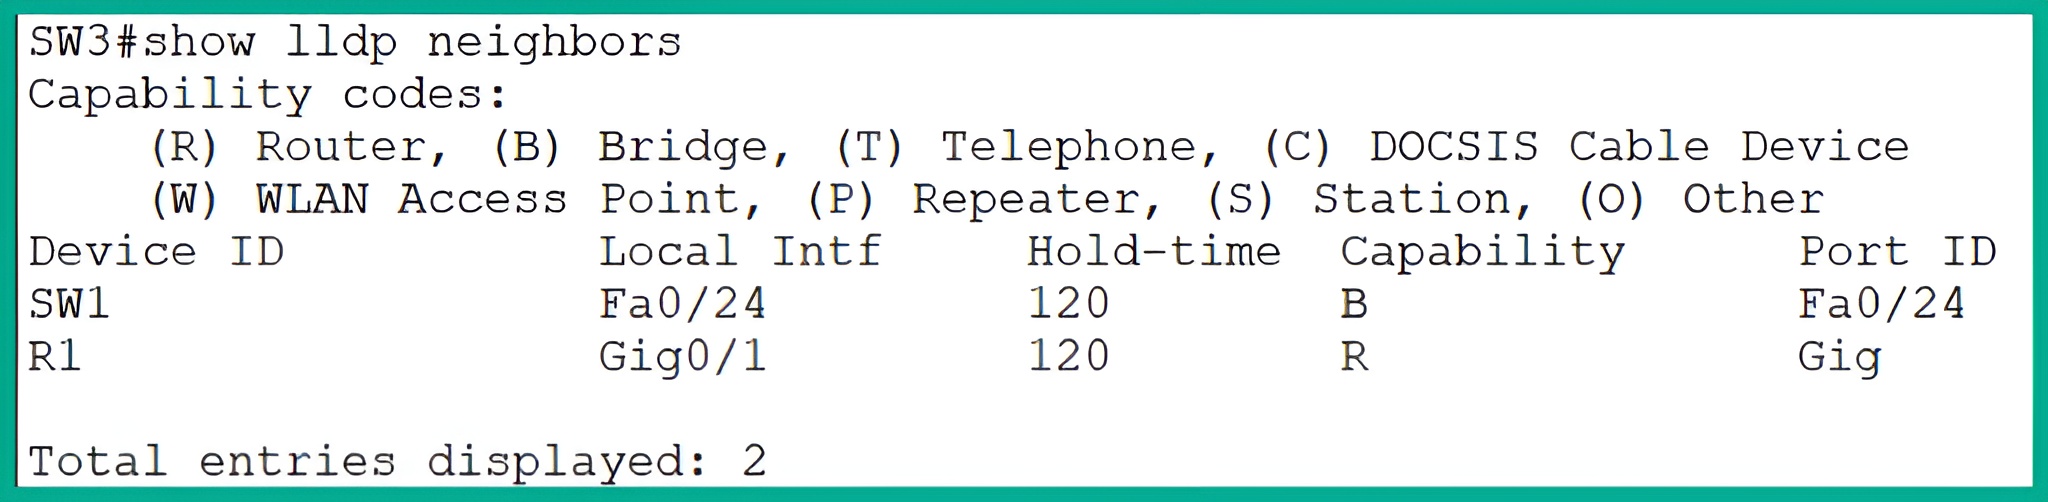 SW3#show lldp neighbors
Capability codes:
(R) Router, (B) Bridge, (T) Telephone, (C) DOCSIS Cable Device
(W) WLAN Access Point, (P) Repeater, (S) Station, (O) Other
Device ID Local Intf Hold-time Capability Port ID
SW1 Fa0/24 120 B Fa0/24
R1 Gig0/1 120 R Gig
Total entries displayed: 2